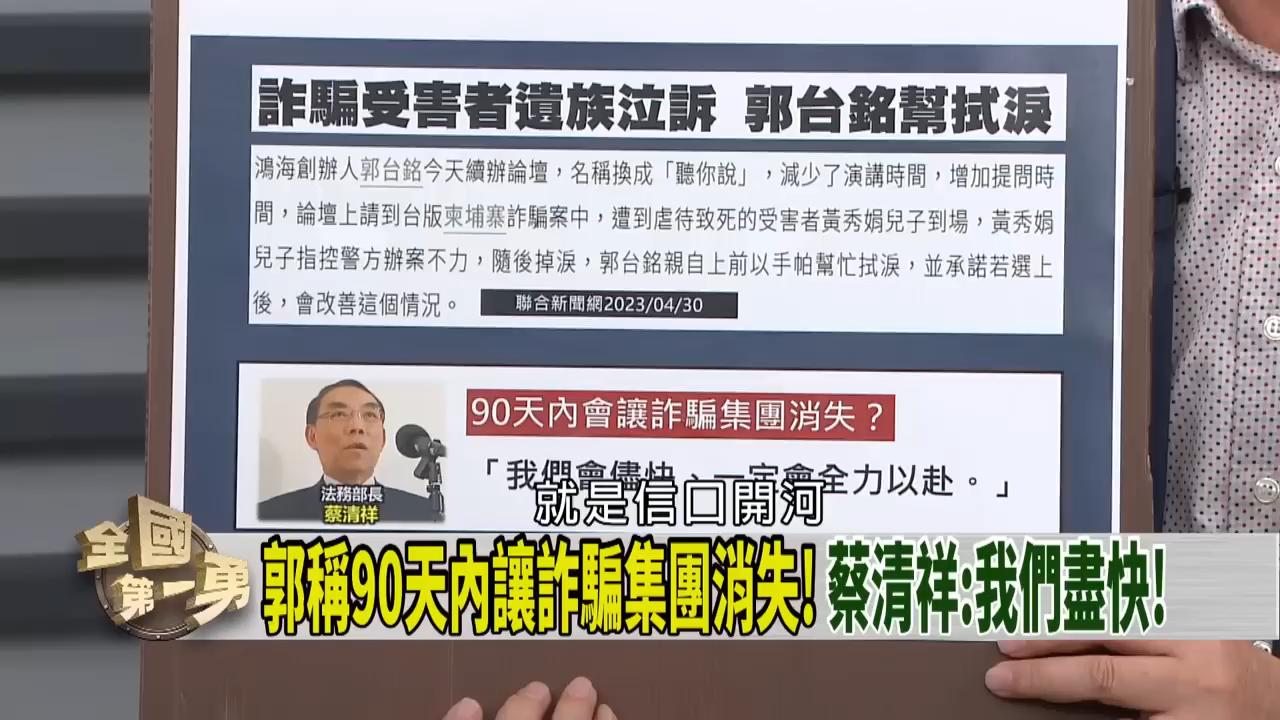 詐騙受害者遺族泣訴 郭台銘幫拭淚
鴻海創辦人郭台銘今天續辦論壇，名稱換成「聽你說」，減少了演講時間，增加提問時
間，論壇上請到台版柬埔寨詐騙案中，遭到虐待致死的受害者黃秀娟兒子到場，黃秀娟
兒子指控警方辦案不力，隨後掉淚，郭台銘親自上前以手帕幫忙拭淚，並承諾若選上
後，會改善這個情況。 聯合新聞網2023/04/30
90天內會讓詐騙集團消失？
「我們會儘快、一定會全力以赴。」
法務部長
蔡清祥
就是信口開河
全國
第一勇
郭稱90天內讓詐騙集團消失! 蔡清祥:我們盡快!